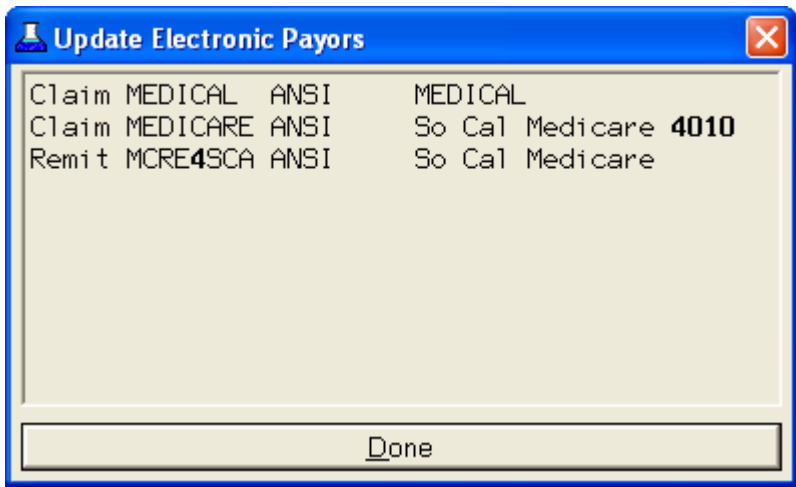 Update Electronic Payors
Claim MEDICAL ANSI MEDICAL
Claim MEDICARE ANSI So Cal Medicare 4010
Remit MCRE4SCA ANSI So Cal Medicare
Done